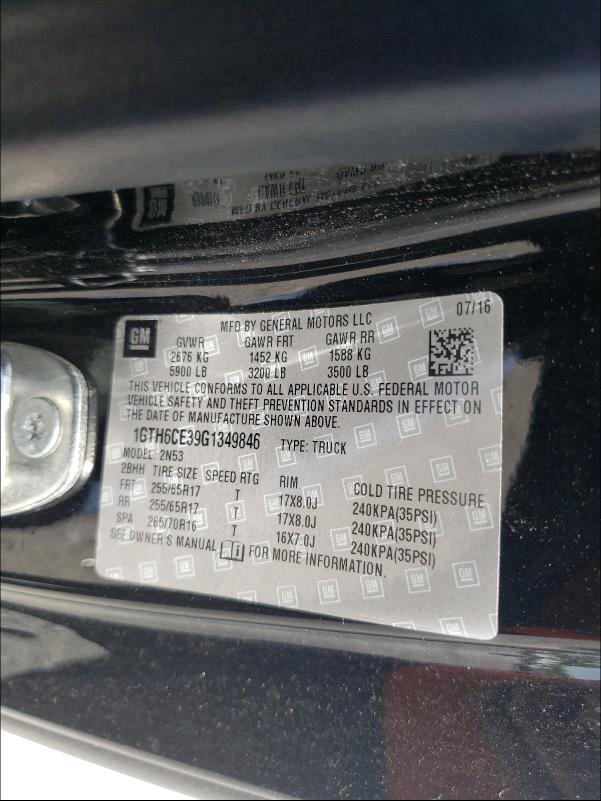 MFD BY GENERAL MOTORS LLC
07/16
GM
GVWR GAWR FRT GAWR RR
2676 KG 1452 KG 1588 KG
5900 LB 3200 LB 3500 LB
THIS VEHICLE CONFORMS TO ALL APPLICABLE U.S. FEDERAL MOTOR
VEHICLE SAFETY AND THEFT PREVENTION STANDARDS IN EFFECT ON
THE DATE OF MANUFACTURE SHOWN ABOVE.
1GTH6CE39G1349846 TYPE: TRUCK
MODEL: 2N53
2BHH TIRE SIZE SPEED RTG RIM COLD TIRE PRESSURE
FRT 255/65R17 T 17X8.0J 240KPA(35PSI)
RR 255/65R17 T 17X8.0J 240KPA(35PSI)
SPA 265/70R16 T 16X7.0J 240KPA(35PSI)
SEE OWNER'S MANUAL i FOR MORE INFORMATION.